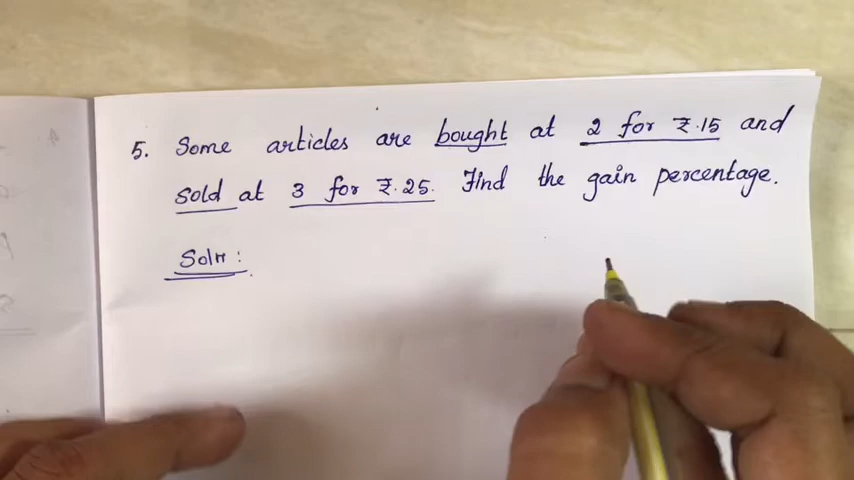 5. Some articles are bought at 2 for ₹.15 and
sold at 3 for ₹.25. Find the gain percentage.
Soln: